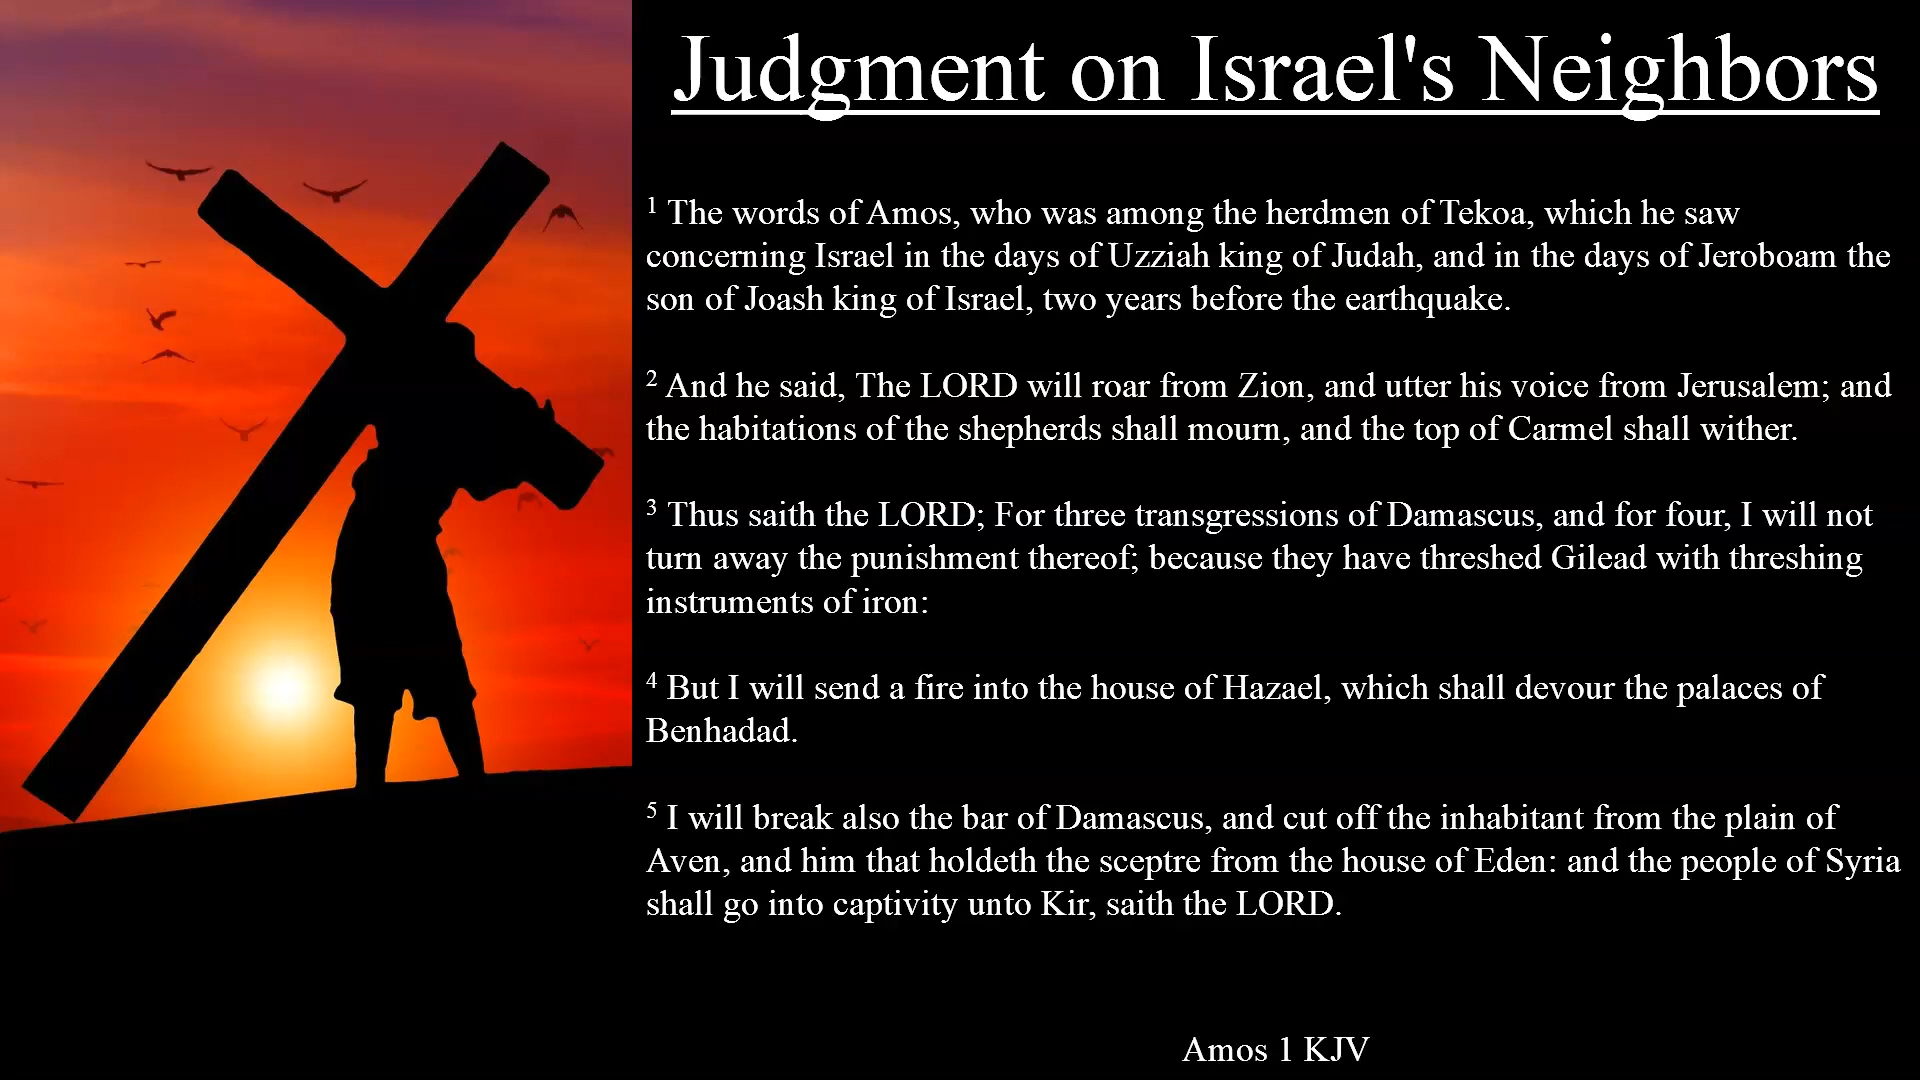 Judgment on Israel's Neighbors
1 The words of Amos, who was among the herdmen of Tekoa, which he saw
concerning Israel in the days of Uzziah king of Judah, and in the days of Jeroboam the
son of Joash king of Israel, two years before the earthquake.
2 And he said, The LORD will roar from Zion, and utter his voice from Jerusalem; and
the habitations of the shepherds shall mourn, and the top of Carmel shall wither.
3 Thus saith the LORD; For three transgressions of Damascus, and for four, I will not
turn away the punishment thereof; because they have threshed Gilead with threshing
instruments of iron:
4 But I will send a fire into the house of Hazael, which shall devour the palaces of
Benhadad.
5 I will break also the bar of Damascus, and cut off the inhabitant from the plain of
Aven, and him that holdeth the sceptre from the house of Eden: and the people of Syria
shall go into captivity unto Kir, saith the LORD.
Amos 1 KJV